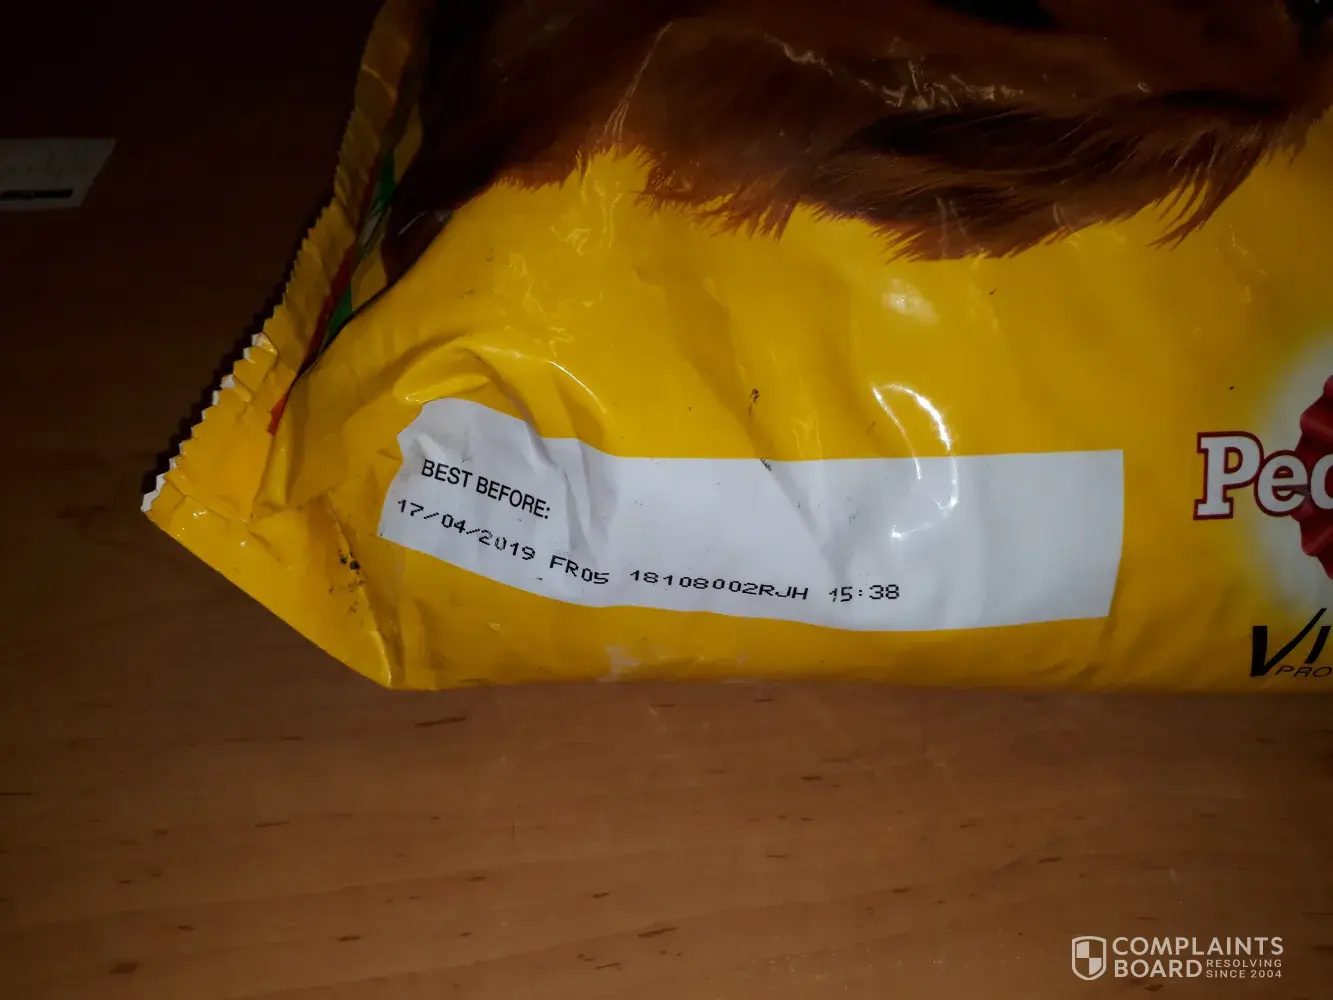 BEST BEFORE:
17/04/2019 FR05 18108002RJH 15:38
COMPLAINTS
BOARD RESOLVING
SINCE 2004